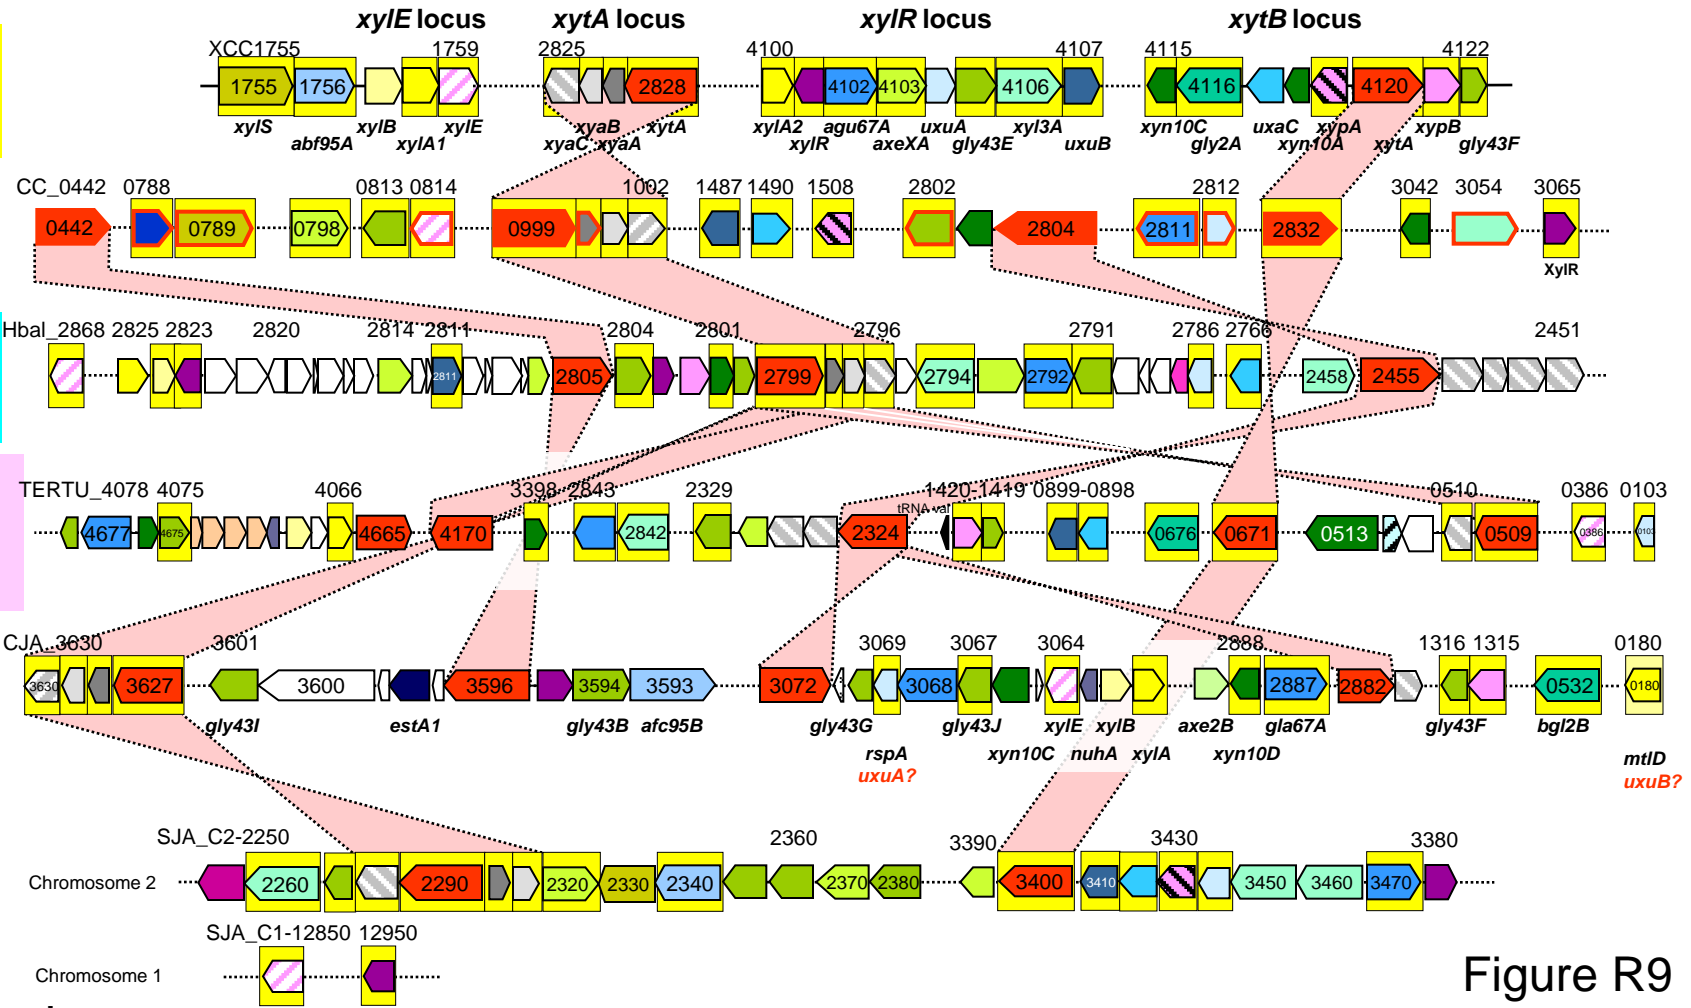 xylE locus xytA locus xylR locus xytB locus
XCC1755 1759 2825 4100 4107 4115 4122
1755 1756 2828 4102 4103 4106 4116 4120
xylS xylB xylE xyaB xytA xylA2 agu67A uxuA xyl3A xyn10C uxaC xypA xypB
abf95A xylA1 xyaC xyaA xylR axeXA gly43E uxuB gly2A xyn10A xytA gly43F
CC_0442 0788 0813 0814 1002 1487 1490 1508 2802 2812 3042 3054 3065
0442 0789 0798 0999 2804 2811 2832
XylR
Hbal_2868 2825 2823 2820 2814 2811 2804 2801 2796 2791 2786 2766 2451
2811 2805 2799 2794 2792 2458 2455
TERTU_4078 4075 4066 3398 2843 2329 1420-1419 0899-0898 0510 0386 0103
tRNA val
4677 4675 4665 4170 2842 2324 0676 0671 0513 0509 0386 0103
CJA_3630 3601 3069 3067 3064 2888 1316 1315 0180
3630 3627 3600 3596 3594 3593 3072 3068 2887 2882 0532 0180
gly43I estA1 gly43B afc95B gly43G gly43J xylE xylB axe2B gla67A gly43F bgl2B
rspA xyn10C nuhA xylA xyn10D mtlD
uxuA? uxuB?
SJA_C2-2250 2360 3390 3430 3380
Chromosome 2 2260 2290 2320 2330 2340 2370 2380 3400 3410 3450 3460 3470
SJA_C1-12850 12950
Chromosome 1
Figure R9